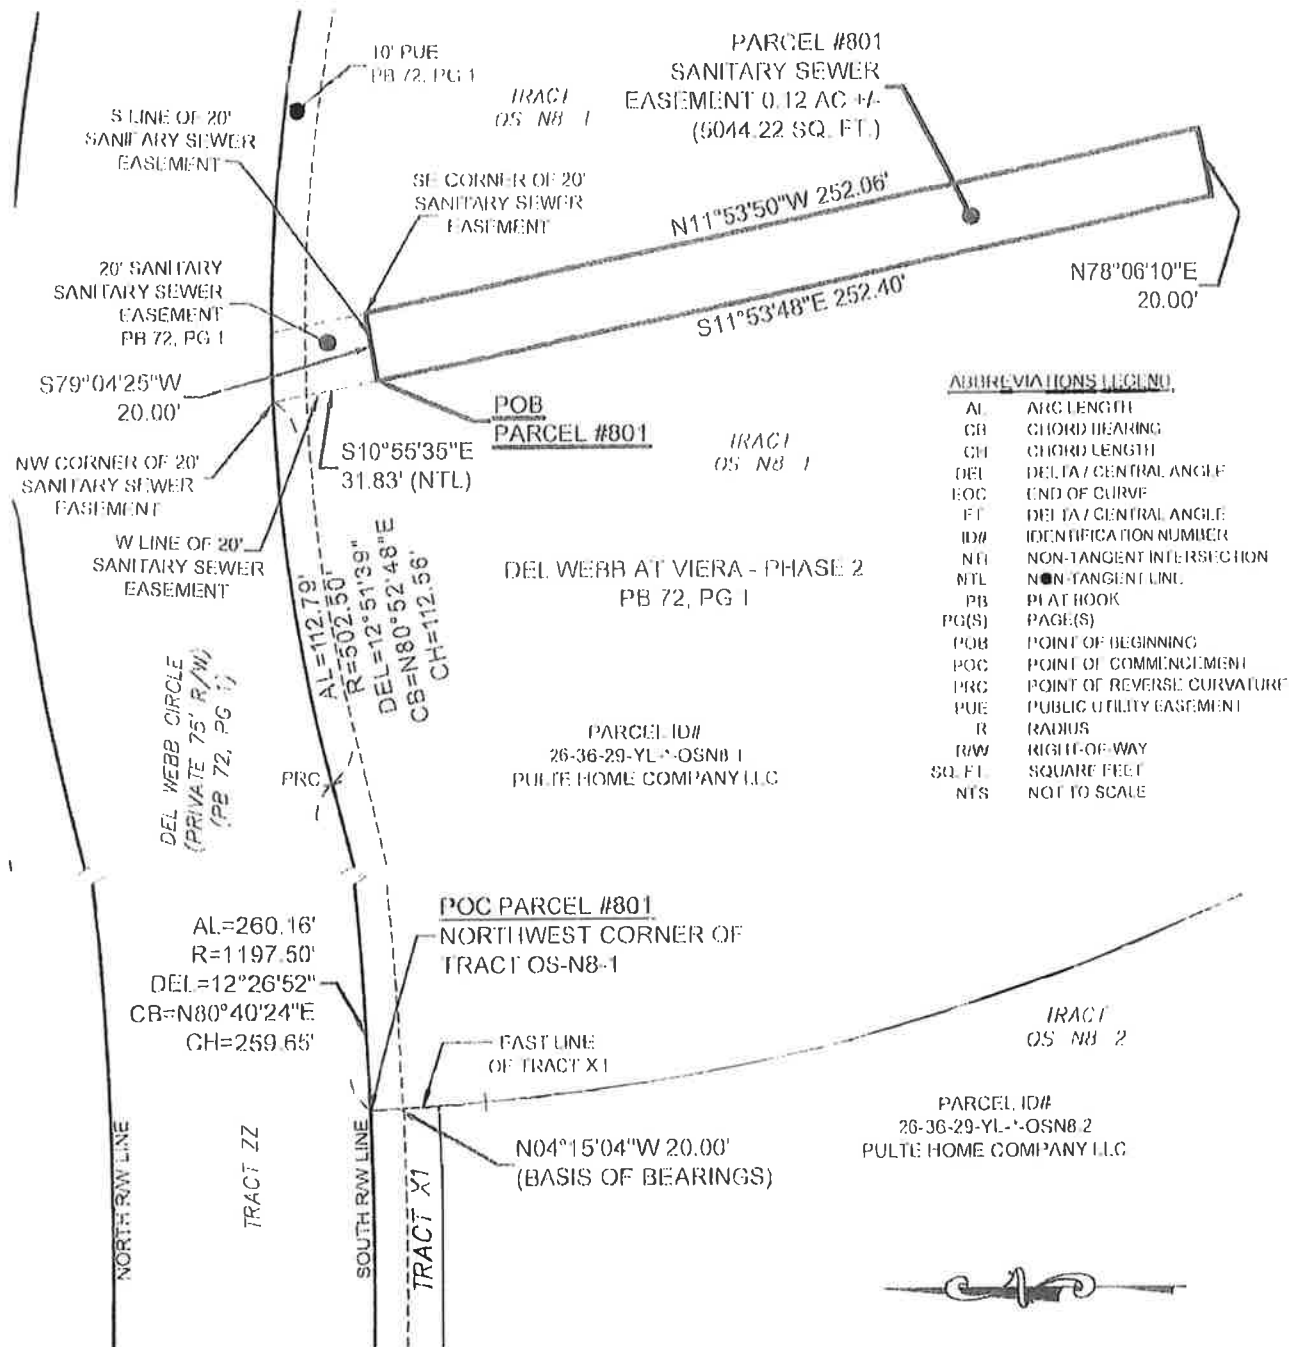 10' PUE
PB 72, PG 1
TRACT
OS N8 1
PARCEL #801
SANITARY SEWER
EASEMENT 0.12 AC +/-
(5044.22 SQ. FT.)
S LINE OF 20'
SANITARY SEWER
EASEMENT
SE CORNER OF 20'
SANITARY SEWER
EASEMENT
N11°53'50"W 252.06'
S11°53'48"E 252.40'
N78°06'10"E
20.00'
20' SANITARY
SANITARY SEWER
EASEMENT
PB 72, PG 1
S79°04'25"W
20.00'
POB
PARCEL #801
S10°55'35"E
31.83' (NTL)
TRACT
OS N8 1
NW CORNER OF 20'
SANITARY SEWER
EASEMENT
W LINE OF 20'
SANITARY SEWER
EASEMENT
AL=112.79'
R=502.50'
DEL=12°51'39"
CB=N80°52'48"E
CH=112.56'
DEL WEBB AT VIERA - PHASE 2
PB 72, PG 1
ABBREVIATIONS LEGEND
AL ARC LENGTH
CB CHORD BEARING
CH CHORD LENGTH
DEL DELTA / CENTRAL ANGLE
EOC END OF CURVE
FT DELTA / CENTRAL ANGLE
ID# IDENTIFICATION NUMBER
NTI NON-TANGENT INTERSECTION
NTL NON-TANGENT LINE
PB PLAT BOOK
PG(S) PAGE(S)
POB POINT OF BEGINNING
POC POINT OF COMMENCEMENT
PRC POINT OF REVERSE CURVATURE
PUE PUBLIC UTILITY EASEMENT
R RADIUS
R/W RIGHT-OF-WAY
SQ. FT. SQUARE FEET
NTS NOT TO SCALE
DEL WEBB CIRCLE
(PRIVATE 75' R/W)
(PB 72, PG 1)
PRC
PARCEL ID#
26-36-29-YL-*-OSN8 1
PULTE HOME COMPANY LLC
AL=260.16'
R=1197.50'
DEL=12°26'52"
CB=N80°40'24"E
CH=259.65'
POC PARCEL #801
NORTHWEST CORNER OF
TRACT OS-N8-1
EAST LINE
OF TRACT X1
TRACT
OS N8 2
PARCEL ID#
26-36-29-YL-*-OSN8.2
PULTE HOME COMPANY LLC
N04°15'04"W 20.00'
(BASIS OF BEARINGS)
NORTH R/W LINE
TRACT ZZ
SOUTH R/W LINE
TRACT X1